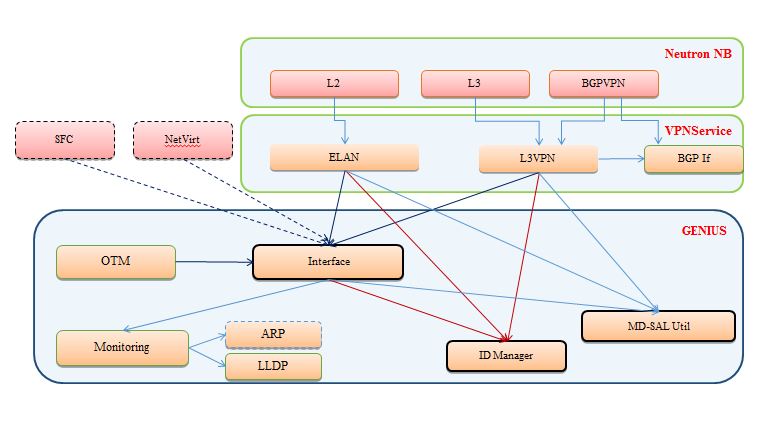 Neutron NB
L2
L3
BGPVPN
SFC
NetVirt
VPNService
ELAN
L3VPN
BGP If
GENIUS
OTM
Interface
MD-SAL Util
Monitoring
ARP
LLDP
ID Manager